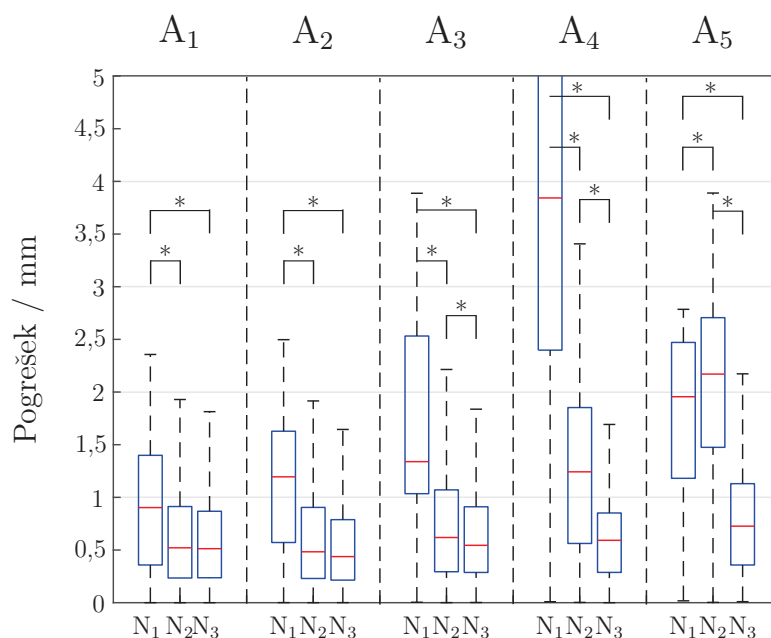 A₁ A₂ A₃ A₄ A₅
5
4,5
4
3,5
3
2,5
2
1,5
1
0,5
0
Pogrešek / mm
* *
* *
* * *
* * *
* * *
N₁ N₂ N₃ N₁ N₂ N₃ N₁ N₂ N₃ N₁ N₂ N₃ N₁ N₂ N₃